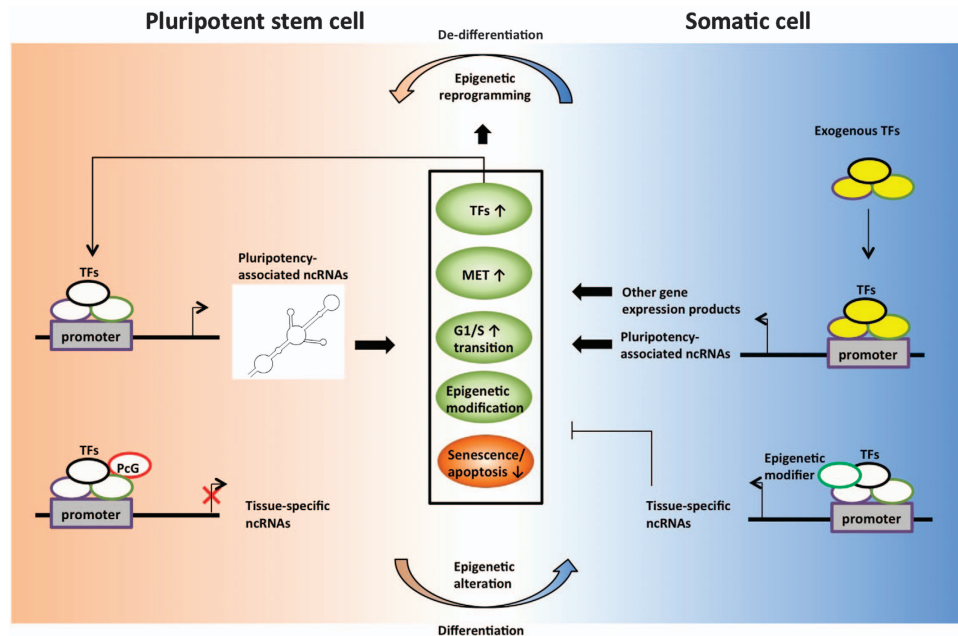 Pluripotent stem cell
Somatic cell
De-differentiation
Epigenetic
reprogramming
Exogenous TFs
TFs ↑
MET ↑
G1/S ↑
transition
Epigenetic
modification
Senescence/
apoptosis ↓
TFs
promoter
Pluripotency-
associated ncRNAs
Other gene
expression products
Pluripotency-
associated ncRNAs
TFs
promoter
TFs
PcG
promoter
Tissue-specific
ncRNAs
Tissue-specific
ncRNAs
Epigenetic
modifier
TFs
promoter
Epigenetic
alteration
Differentiation